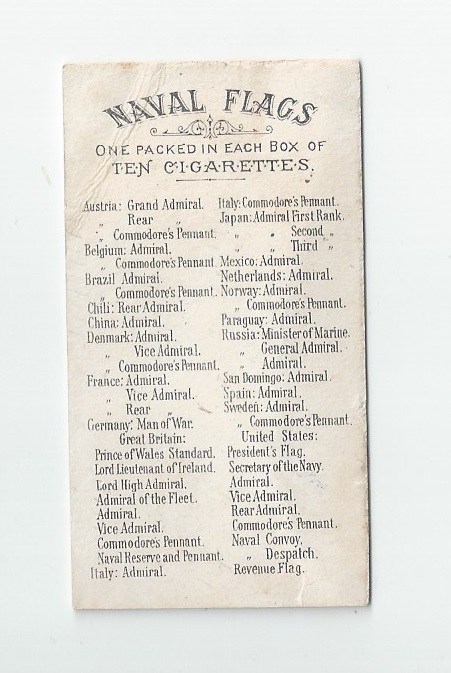 NAVAL FLAGS
ONE PACKED IN EACH BOX OF
TEN CIGARETTES.
Austria: Grand Admiral.
„ Rear „
„ Commodore's Pennant.
Belgium: Admiral.
„ Commodore's Pennant.
Brazil Admiral.
„ Commodore's Pennant.
Chili: Rear Admiral.
China: Admiral.
Denmark: Admiral.
„ Vice Admiral.
„ Commodore's Pennant.
France: Admiral.
„ Vice Admiral.
„ Rear „
Germany: Man of War.
Great Britain:
Prince of Wales Standard.
Lord Lieutenant of Ireland.
Lord High Admiral.
Admiral of the Fleet.
Admiral.
Vice Admiral.
Commodore's Pennant.
Naval Reserve and Pennant.
Italy: Admiral.
Italy: Commodore's Pennant.
Japan: Admiral First Rank.
„ „ Second „
„ „ Third „
Mexico: Admiral.
Netherlands: Admiral.
Norway: Admiral.
„ Commodore's Pennant.
Paraguay: Admiral.
Russia: Minister of Marine.
„ General Admiral.
„ Admiral.
San Domingo: Admiral.
Spain: Admiral.
Sweden: Admiral.
„ Commodore's Pennant.
United States:
President's Flag.
Secretary of the Navy.
Admiral.
Vice Admiral.
Rear Admiral.
Commodore's Pennant.
Naval Convoy.
„ Despatch.
Revenue Flag.